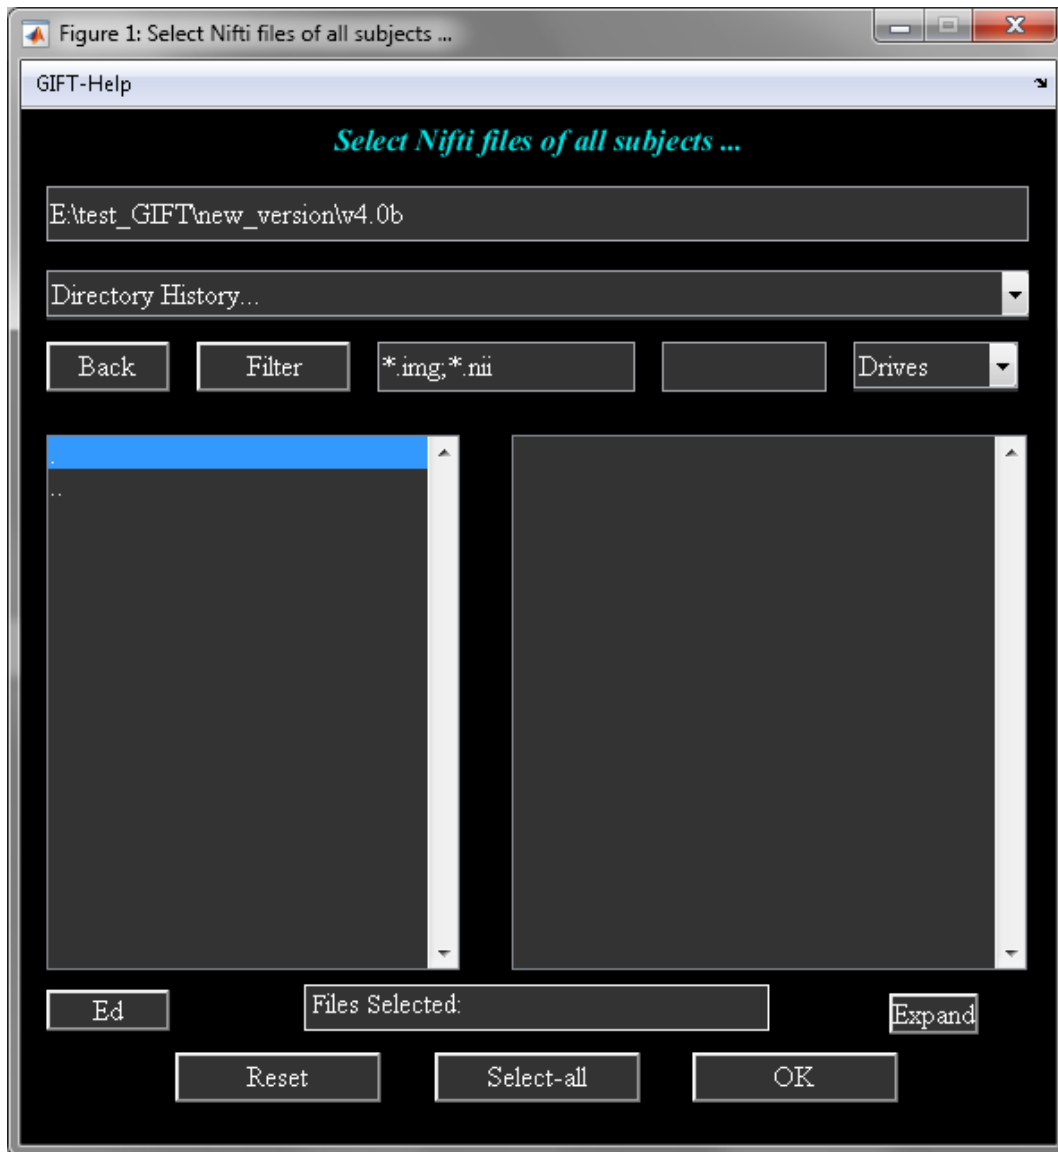 Figure 1: Select Nifti files of all subjects ...
GIFT-Help
Select Nifti files of all subjects ...
E:\test_GIFT\new_version\v4.0b
Directory History...
Back Filter *.img;*.nii Drives
.
..
Ed Files Selected: Expand
Reset Select-all OK